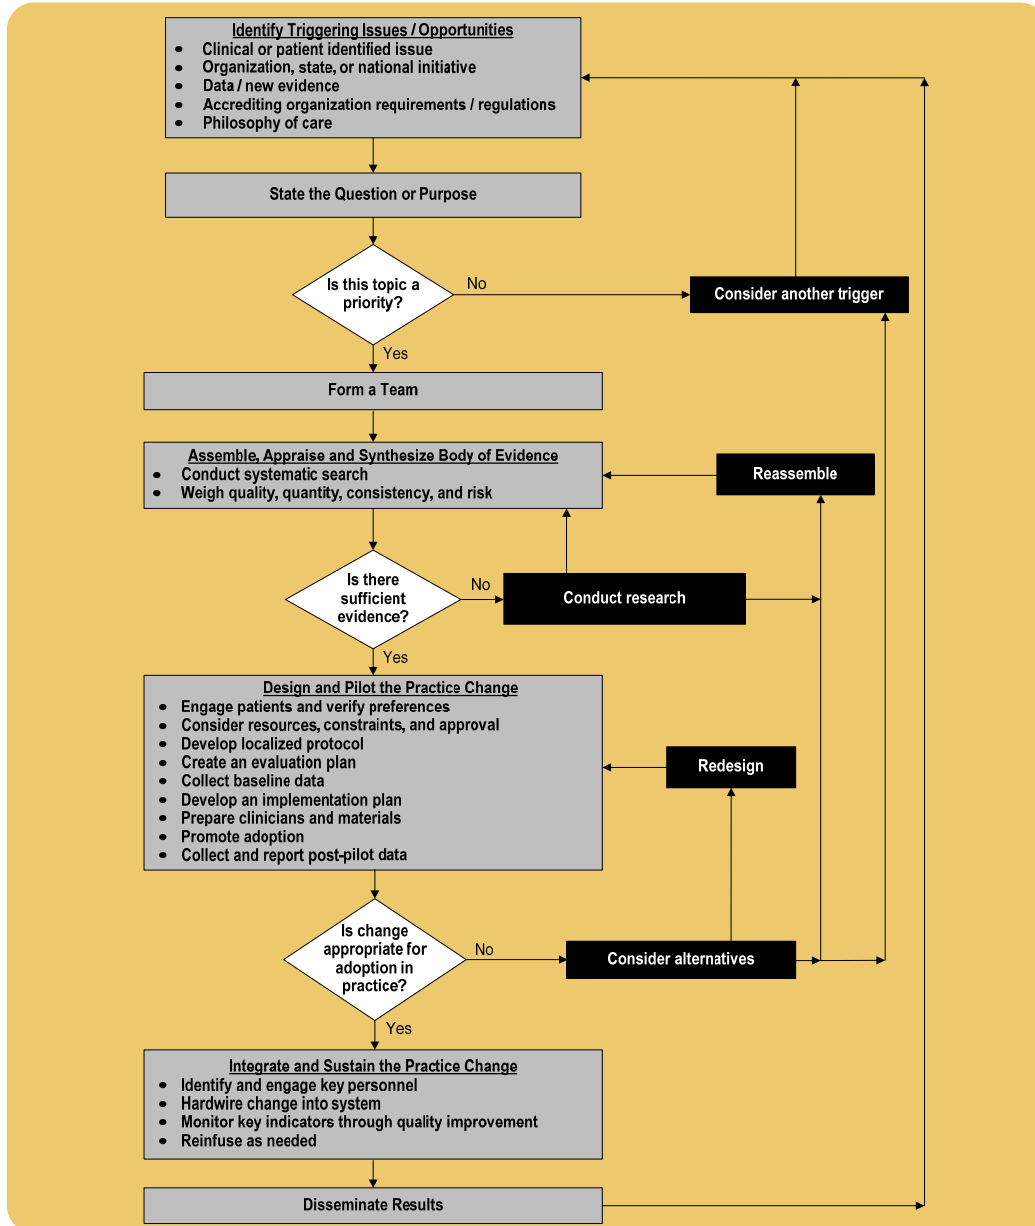 Identify Triggering Issues / Opportunities
• Clinical or patient identified issue
• Organization, state, or national initiative
• Data / new evidence
• Accrediting organization requirements / regulations
• Philosophy of care
State the Question or Purpose
Is this topic a
priority?
No
Consider another trigger
Yes
Form a Team
Assemble, Appraise and Synthesize Body of Evidence
• Conduct systematic search
• Weigh quality, quantity, consistency, and risk
Reassemble
Is there
sufficient
evidence?
No
Conduct research
Yes
Design and Pilot the Practice Change
• Engage patients and verify preferences
• Consider resources, constraints, and approval
• Develop localized protocol
• Create an evaluation plan
• Collect baseline data
• Develop an implementation plan
• Prepare clinicians and materials
• Promote adoption
• Collect and report post-pilot data
Redesign
Is change
appropriate for
adoption in
practice?
No
Consider alternatives
Yes
Integrate and Sustain the Practice Change
• Identify and engage key personnel
• Hardwire change into system
• Monitor key indicators through quality improvement
• Reinfuse as needed
Disseminate Results